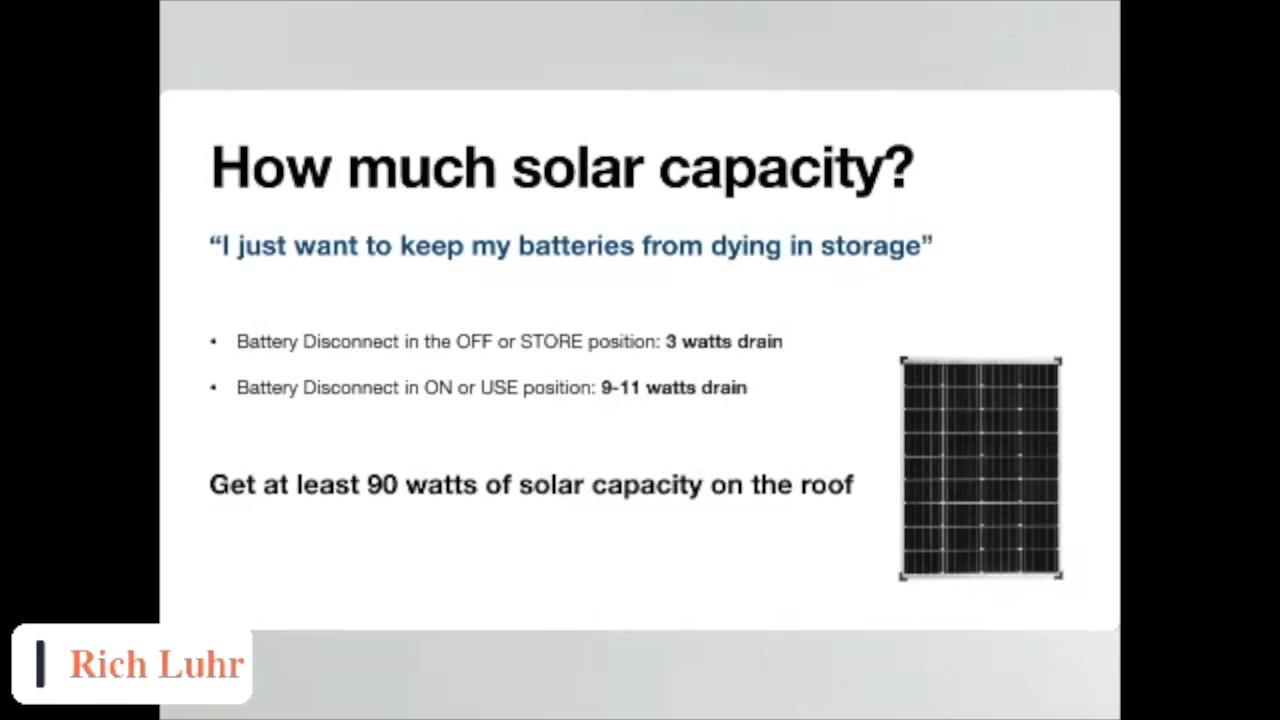 How much solar capacity?
“I just want to keep my batteries from dying in storage”
• Battery Disconnect in the OFF or STORE position: 3 watts drain
• Battery Disconnect in ON or USE position: 9-11 watts drain
Get at least 90 watts of solar capacity on the roof
Rich Luhr